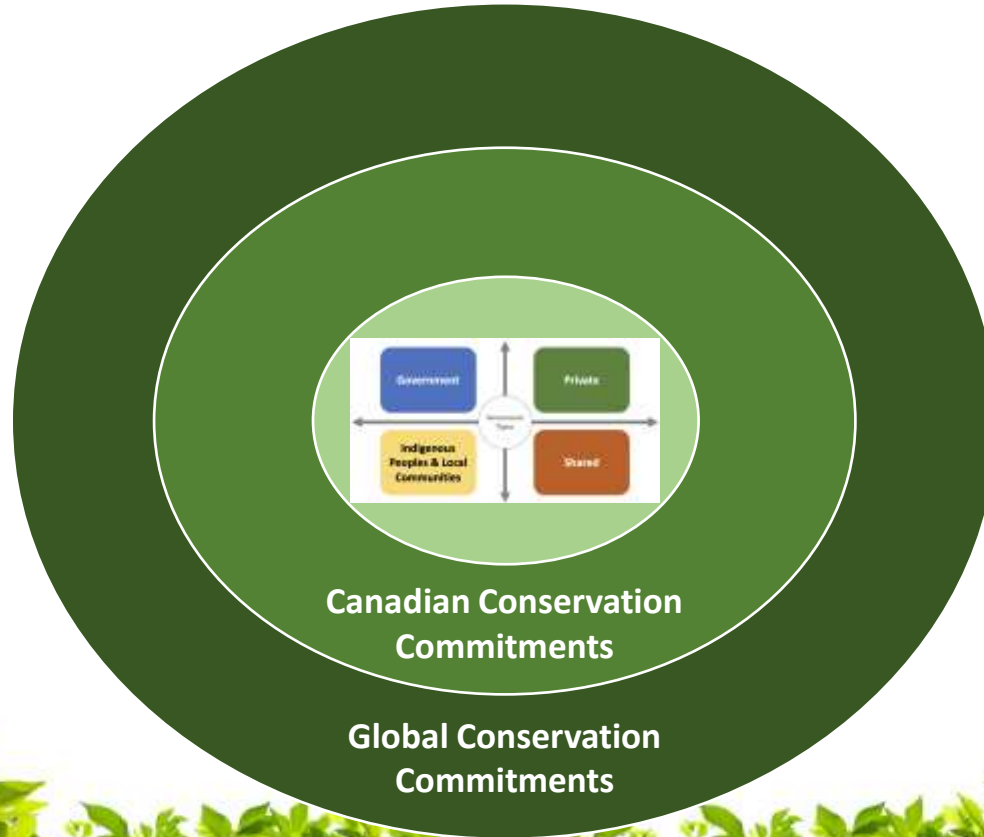 Government
Private
Indigenous
Peoples & Local
Communities
Shared
Canadian Conservation
Commitments
Global Conservation
Commitments